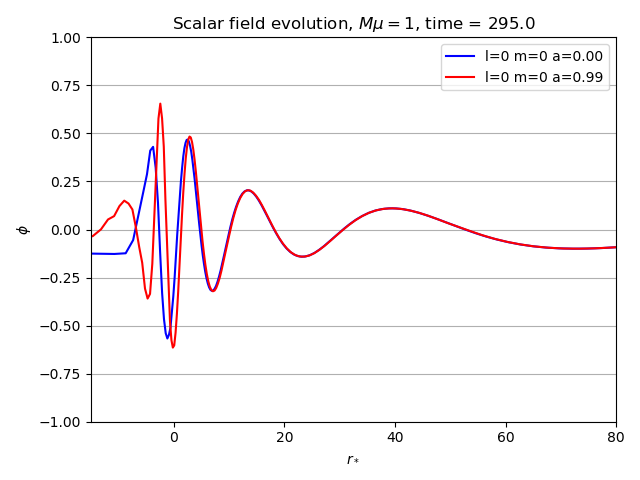 Scalar field evolution, Mμ = 1, time = 295.0
1.00
0.75
0.50
0.25
0.00
−0.25
−0.50
−0.75
−1.00
ϕ
l=0 m=0 a=0.00
l=0 m=0 a=0.99
0 20 40 60 80
r*